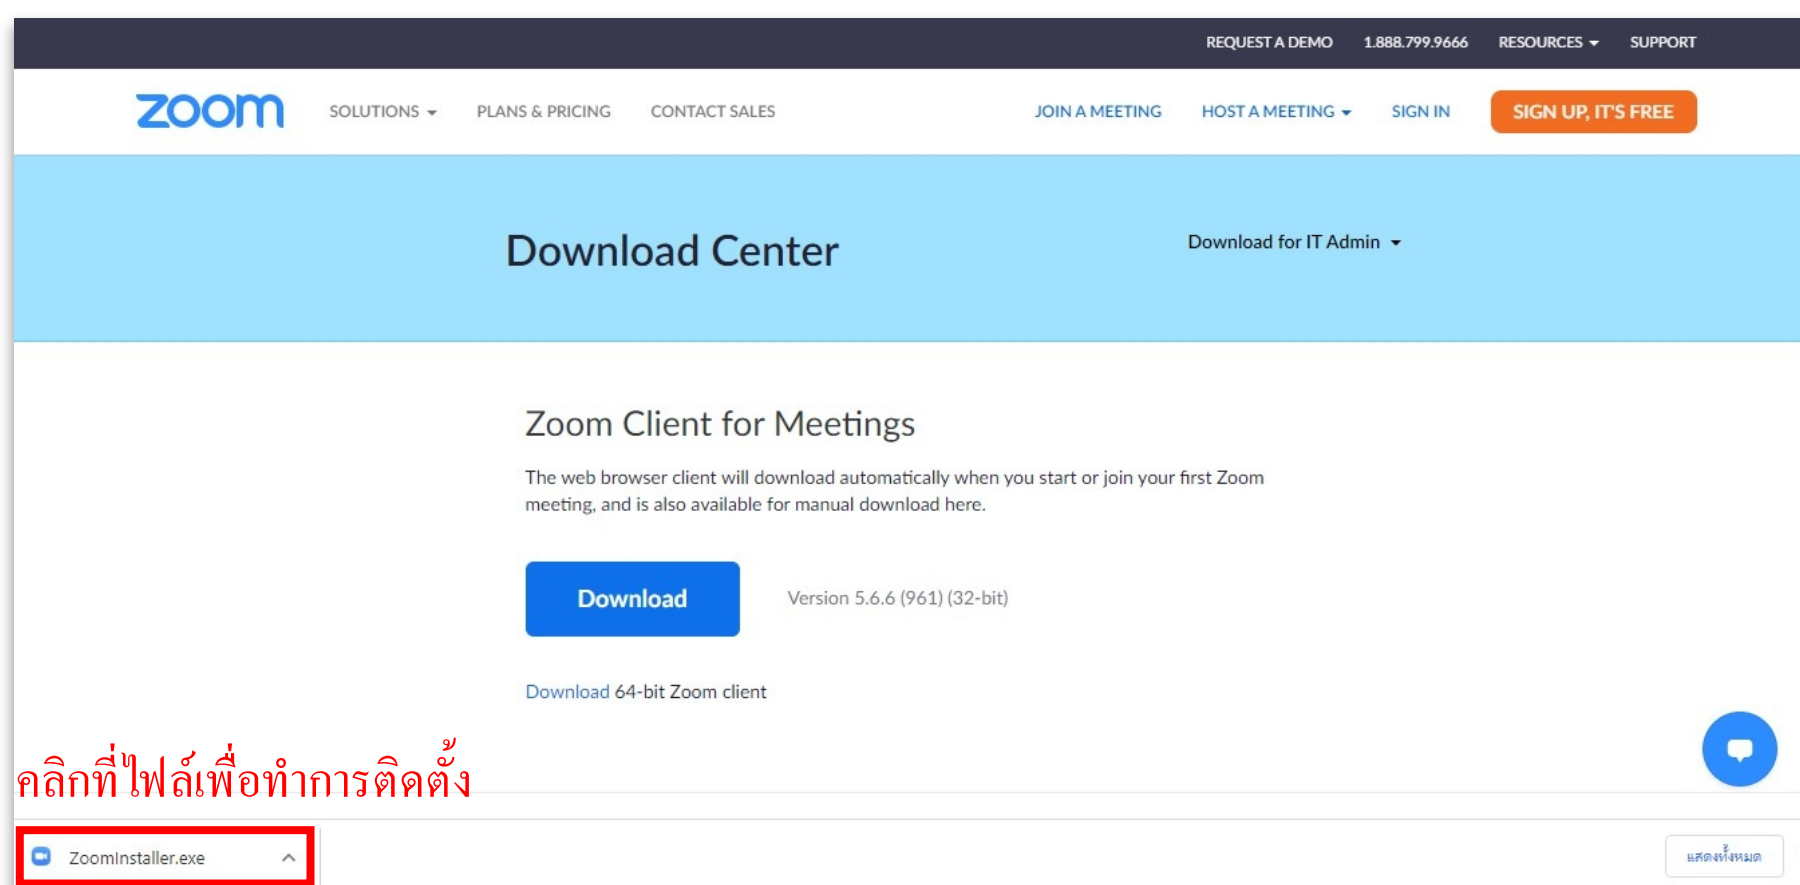 REQUEST A DEMO 1.888.799.9666 RESOURCES SUPPORT
zoom SOLUTIONS PLANS & PRICING CONTACT SALES JOIN A MEETING HOST A MEETING SIGN IN SIGN UP, IT'S FREE
Download Center Download for IT Admin
Zoom Client for Meetings
The web browser client will download automatically when you start or join your first Zoom
meeting, and is also available for manual download here.
Download Version 5.6.6 (961) (32-bit)
Download 64-bit Zoom client
คลิกที่ไฟล์เพื่อทำการติดตั้ง
ZoomInstaller.exe แสดงทั้งหมด